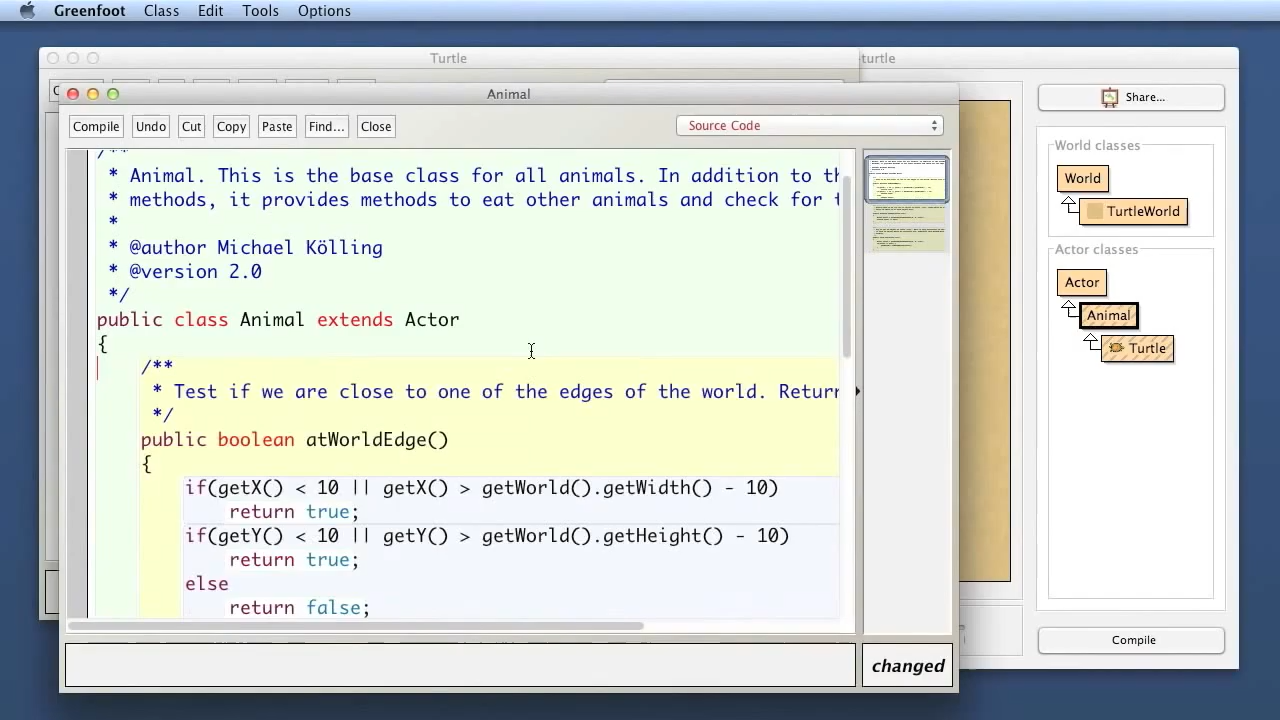 Greenfoot Class Edit Tools Options
Turtle
turtle
Animal
Compile Undo Cut Copy Paste Find... Close Source Code
Share...
/**
* Animal. This is the base class for all animals. In addition to th
* methods, it provides methods to eat other animals and check for t
*
* @author Michael Kölling
* @version 2.0
*/
public class Animal extends Actor
{
/**
* Test if we are close to one of the edges of the world. Return
*/
public boolean atWorldEdge()
{
if(getX() < 10 || getX() > getWorld().getWidth() - 10)
return true;
if(getY() < 10 || getY() > getWorld().getHeight() - 10)
return true;
else
return false;
changed
World classes
World
TurtleWorld
Actor classes
Actor
Animal
Turtle
Compile